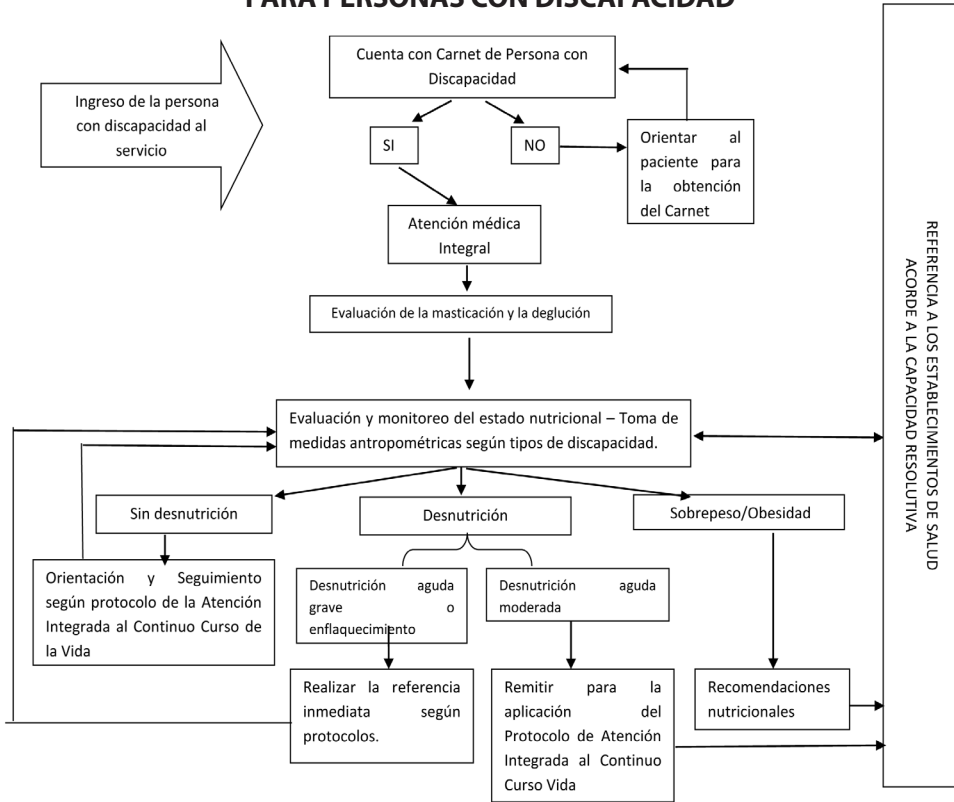 PARA PERSONAS CON DISCAPACIDAD
Ingreso de la persona
con discapacidad al
servicio
Cuenta con Carnet de Persona con
Discapacidad
SI
NO
Orientar al
paciente para
la obtención
del Carnet
Atención médica
Integral
Evaluación de la masticación y la deglución
Evaluación y monitoreo del estado nutricional – Toma de
medidas antropométricas según tipos de discapacidad.
Sin desnutrición
Desnutrición
Sobrepeso/Obesidad
Orientación y Seguimiento
según protocolo de la Atención
Integrada al Continuo Curso de
la Vida
Desnutrición aguda
grave o
enflaquecimiento
Desnutrición aguda
moderada
Realizar la referencia
inmediata según
protocolos.
Remitir para la
aplicación del
Protocolo de Atención
Integrada al Continuo
Curso Vida
Recomendaciones
nutricionales
REFERENCIA A LOS ESTABLECIMIENTOS DE SALUD
ACORDE A LA CAPACIDAD RESOLUTIVA